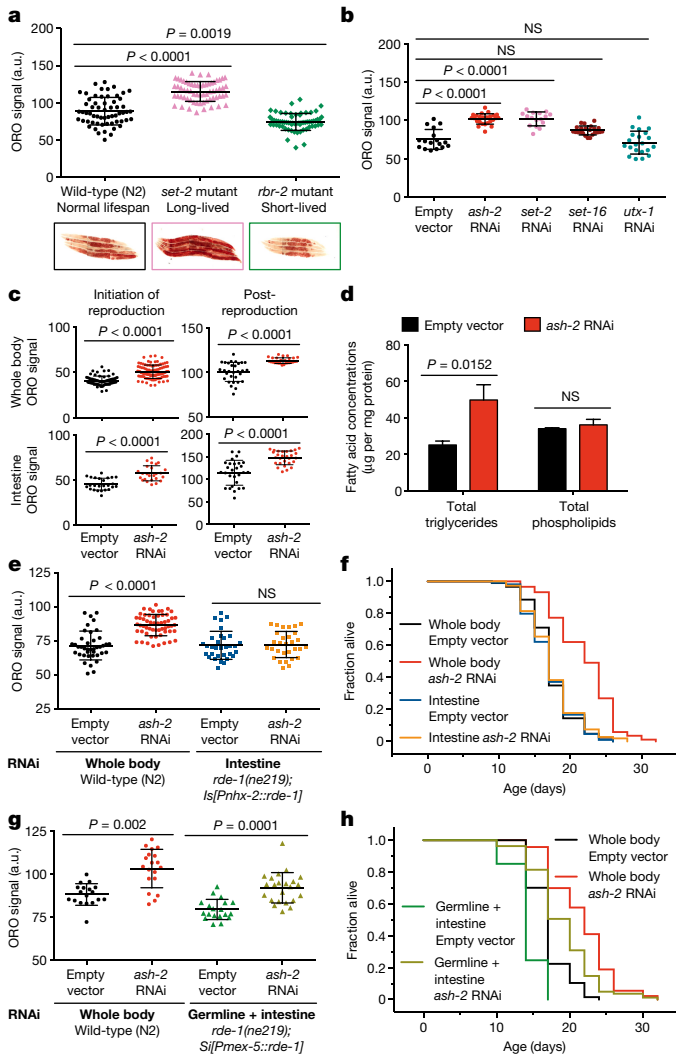 a
P = 0.0019
P < 0.0001
ORO signal (a.u.)
200
150
100
50
0
Wild-type (N2)
Normal lifespan
set-2 mutant
Long-lived
rbr-2 mutant
Short-lived
b
NS
NS
P < 0.0001
P < 0.0001
ORO signal (a.u.)
200
150
100
50
0
Empty
vector
ash-2
RNAi
set-2
RNAi
set-16
RNAi
utx-1
RNAi
c
Initiation of
reproduction
Post-
reproduction
Whole body
ORO signal
P < 0.0001
100
50
0
P < 0.0001
150
100
50
0
Intestine
ORO signal
P < 0.0001
100
50
0
P < 0.0001
200
150
100
50
0
Empty
vector
ash-2
RNAi
Empty
vector
ash-2
RNAi
d
Empty vector
ash-2 RNAi
Fatty acid concentrations
(μg per mg protein)
P = 0.0152
NS
80
60
40
20
0
Total
triglycerides
Total
phospholipids
e
ORO signal (a.u.)
125
100
75
50
25
P < 0.0001
NS
Empty
vector
ash-2
RNAi
Empty
vector
ash-2
RNAi
RNAi
Whole body
Wild-type (N2)
Intestine
rde-1(ne219);
Is[Pnhx-2::rde-1]
f
Fraction alive
1.0
0.8
0.6
0.4
0.2
0
Whole body
Empty vector
Whole body
ash-2 RNAi
Intestine
Empty vector
Intestine ash-2 RNAi
0
10
20
30
Age (days)
g
ORO signal (a.u.)
125
100
75
50
P = 0.002
P = 0.0001
Empty
vector
ash-2
RNAi
Empty
vector
ash-2
RNAi
RNAi
Whole body
Wild-type (N2)
Germline + intestine
rde-1(ne219);
Si[Pmex-5::rde-1]
h
Fraction alive
1.0
0.8
0.6
0.4
0.2
0
Whole body
Empty vector
Whole body
ash-2 RNAi
Germline +
intestine
Empty vector
Germline +
intestine
ash-2 RNAi
0
10
20
30
Age (days)